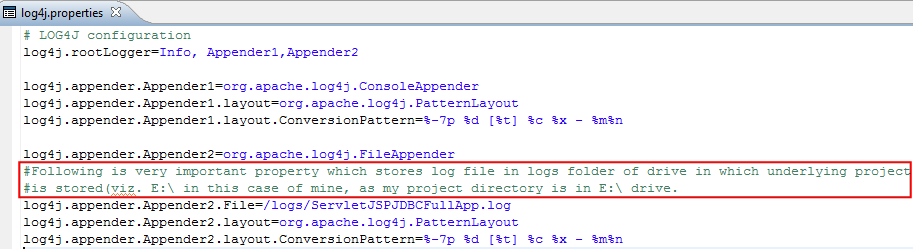 log4j.properties
# LOG4J configuration
log4j.rootLogger=Info, Appender1,Appender2
log4j.appender.Appender1=org.apache.log4j.ConsoleAppender
log4j.appender.Appender1.layout=org.apache.log4j.PatternLayout
log4j.appender.Appender1.layout.ConversionPattern=%-7p %d [%t] %c %x - %m%n
log4j.appender.Appender2=org.apache.log4j.FileAppender
#Following is very important property which stores log file in logs folder of drive in which underlying project
#is stored(viz. E:\ in this case of mine, as my project directory is in E:\ drive.
log4j.appender.Appender2.File=/logs/ServletJSPJDBCFullApp.log
log4j.appender.Appender2.layout=org.apache.log4j.PatternLayout
log4j.appender.Appender2.layout.ConversionPattern=%-7p %d [%t] %c %x - %m%n